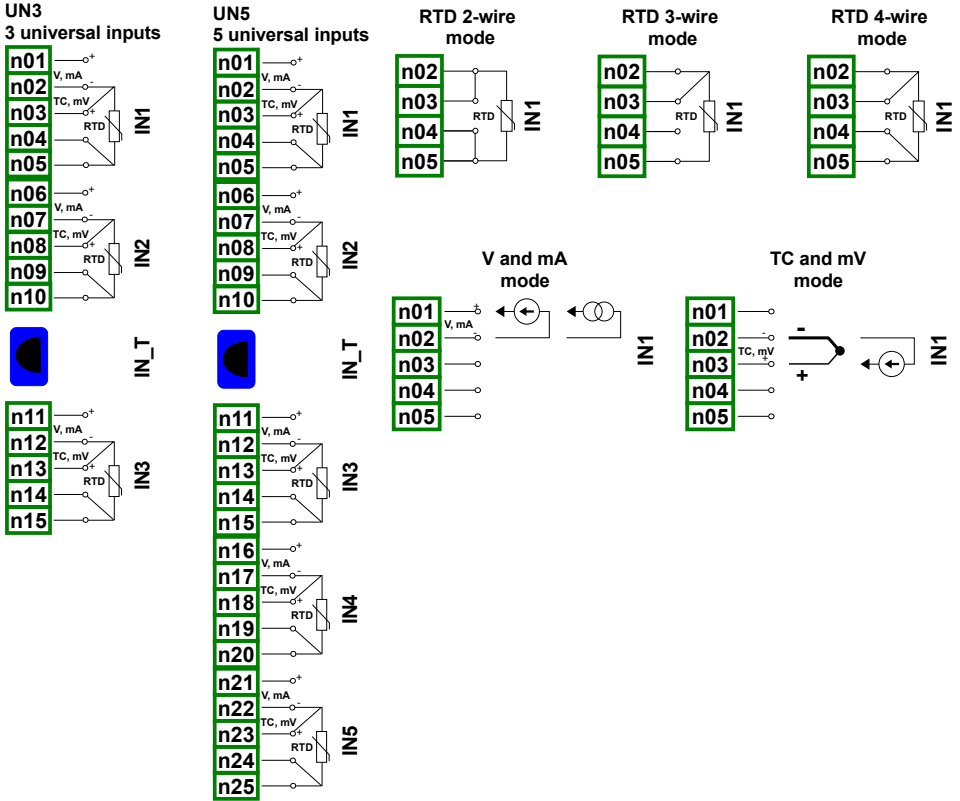 UN3
3 universal inputs
n01
+
V, mA
n02
-
TC, mV
n03
+
RTD
n04
n05
IN1
n06
+
V, mA
n07
-
TC, mV
n08
+
RTD
n09
n10
IN2
IN_T
n11
+
V, mA
n12
-
TC, mV
n13
+
RTD
n14
n15
IN3
UN5
5 universal inputs
n01
+
V, mA
n02
-
TC, mV
n03
+
RTD
n04
n05
IN1
n06
+
V, mA
n07
-
TC, mV
n08
+
RTD
n09
n10
IN2
IN_T
n11
+
V, mA
n12
-
TC, mV
n13
+
RTD
n14
n15
IN3
n16
+
V, mA
n17
-
TC, mV
n18
+
RTD
n19
n20
IN4
n21
+
V, mA
n22
-
TC, mV
n23
+
RTD
n24
n25
IN5
RTD 2-wire
mode
n02
n03
RTD
n04
n05
IN1
RTD 3-wire
mode
n02
n03
RTD
n04
n05
IN1
RTD 4-wire
mode
n02
n03
RTD
n04
n05
IN1
V and mA
mode
n01
+
V, mA
n02
-
n03
n04
n05
IN1
TC and mV
mode
n01
n02
-
-
TC, mV
n03
+
+
n04
n05
IN1